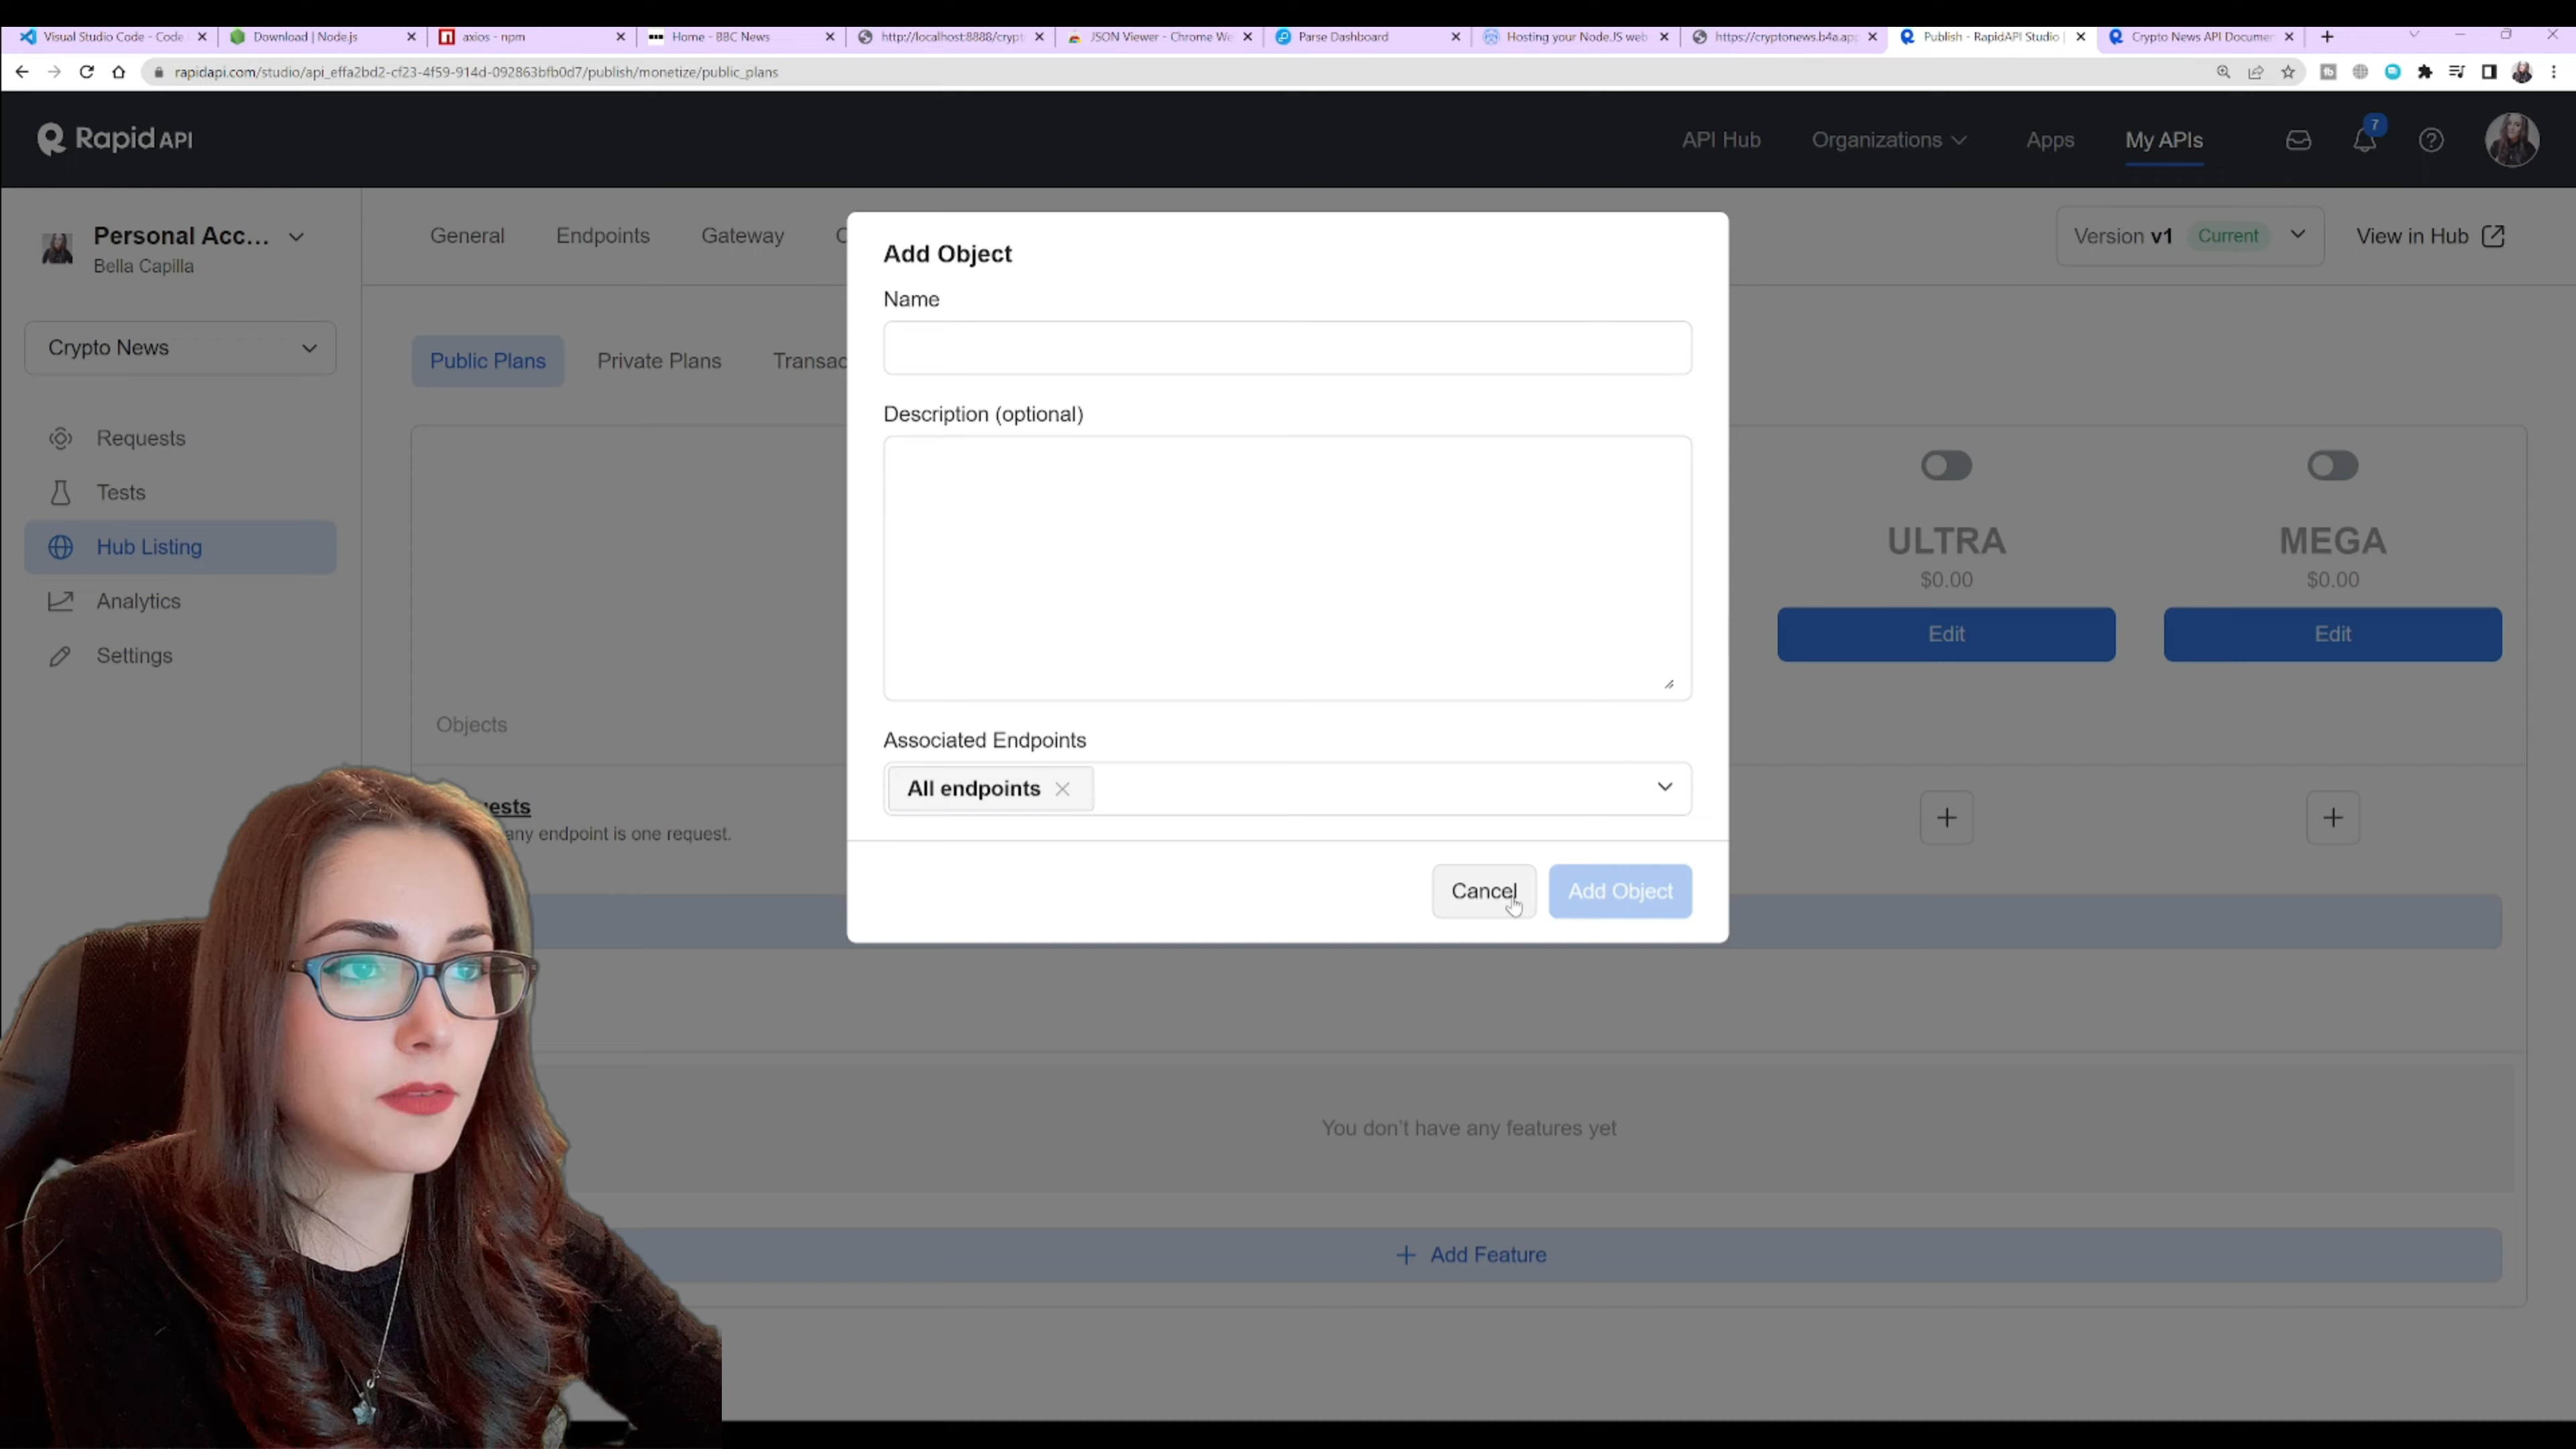 Visual Studio Code - Code
Download | Node.js
axios - npm
Home - BBC News
http://localhost:8888/crypt
JSON Viewer - Chrome We
Parse Dashboard
Hosting your NodeJS web
https://cryptonews.b4a.app
Publish - RapidAPI Studio |
Crypto News API Documen
rapidapi.com/studio/api_effa2bd2-cf23-4f59-914d-092863bfb0d7/publish/monetize/public_plans
Rapid API
API Hub
Organizations
Apps
My APIs
7
Personal Acc...
Bella Capilla
General
Endpoints
Gateway
Version v1 Current
View in Hub
Crypto News
Public Plans
Private Plans
Transac
Requests
Tests
Hub Listing
Analytics
Settings
Objects
ests
any endpoint is one request.
Add Object
Name
Description (optional)
Associated Endpoints
All endpoints
Cancel
Add Object
ULTRA
$0.00
Edit
MEGA
$0.00
Edit
You don't have any features yet
+ Add Feature